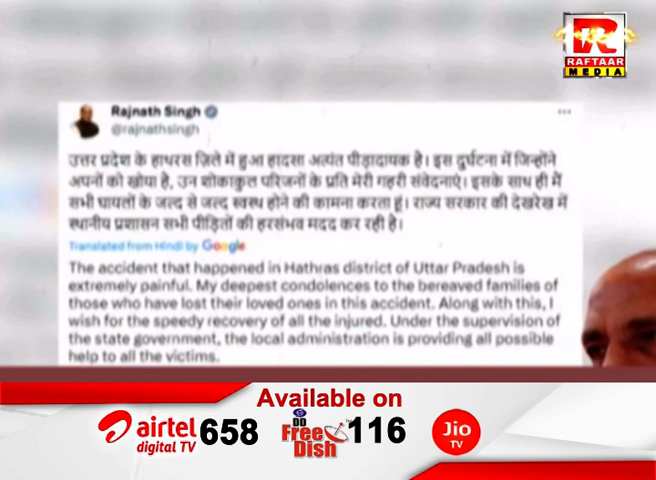 R
RAFTAAR
MEDIA
Rajnath Singh
@rajnathsingh
उत्तर प्रदेश के हाथरस ज़िले में हुआ हादसा अत्यंत पीड़ादायक है। इस दुर्घटना में जिन्होंने
अपनों को खोया है, उन शोकाकुल परिजनों के प्रति मेरी गहरी संवेदनाएं। इसके साथ ही में
सभी घायलों के जल्द से जल्द स्वस्थ होने की कामना करता हूं। राज्य सरकार की देखरेख में
स्थानीय प्रशासन सभी पीड़ितों की हरसंभव मदद कर रही है।
Translated from Hindi by Google
The accident that happened in Hathras district of Uttar Pradesh is
extremely painful. My deepest condolences to the bereaved families of
those who have lost their loved ones in this accident. Along with this, I
wish for the speedy recovery of all the injured. Under the supervision of
the state government, the local administration is providing all possible
help to all the victims.
Available on
airtel
digital TV
658
DD
Free
Dish
116
Jio
TV